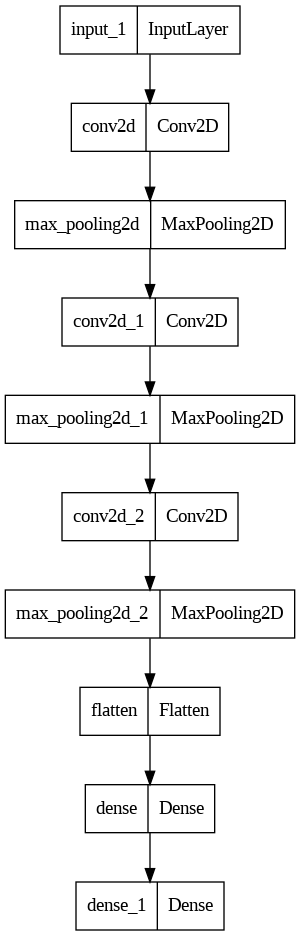 input_1 InputLayer
conv2d Conv2D
max_pooling2d MaxPooling2D
conv2d_1 Conv2D
max_pooling2d_1 MaxPooling2D
conv2d_2 Conv2D
max_pooling2d_2 MaxPooling2D
flatten Flatten
dense Dense
dense_1 Dense